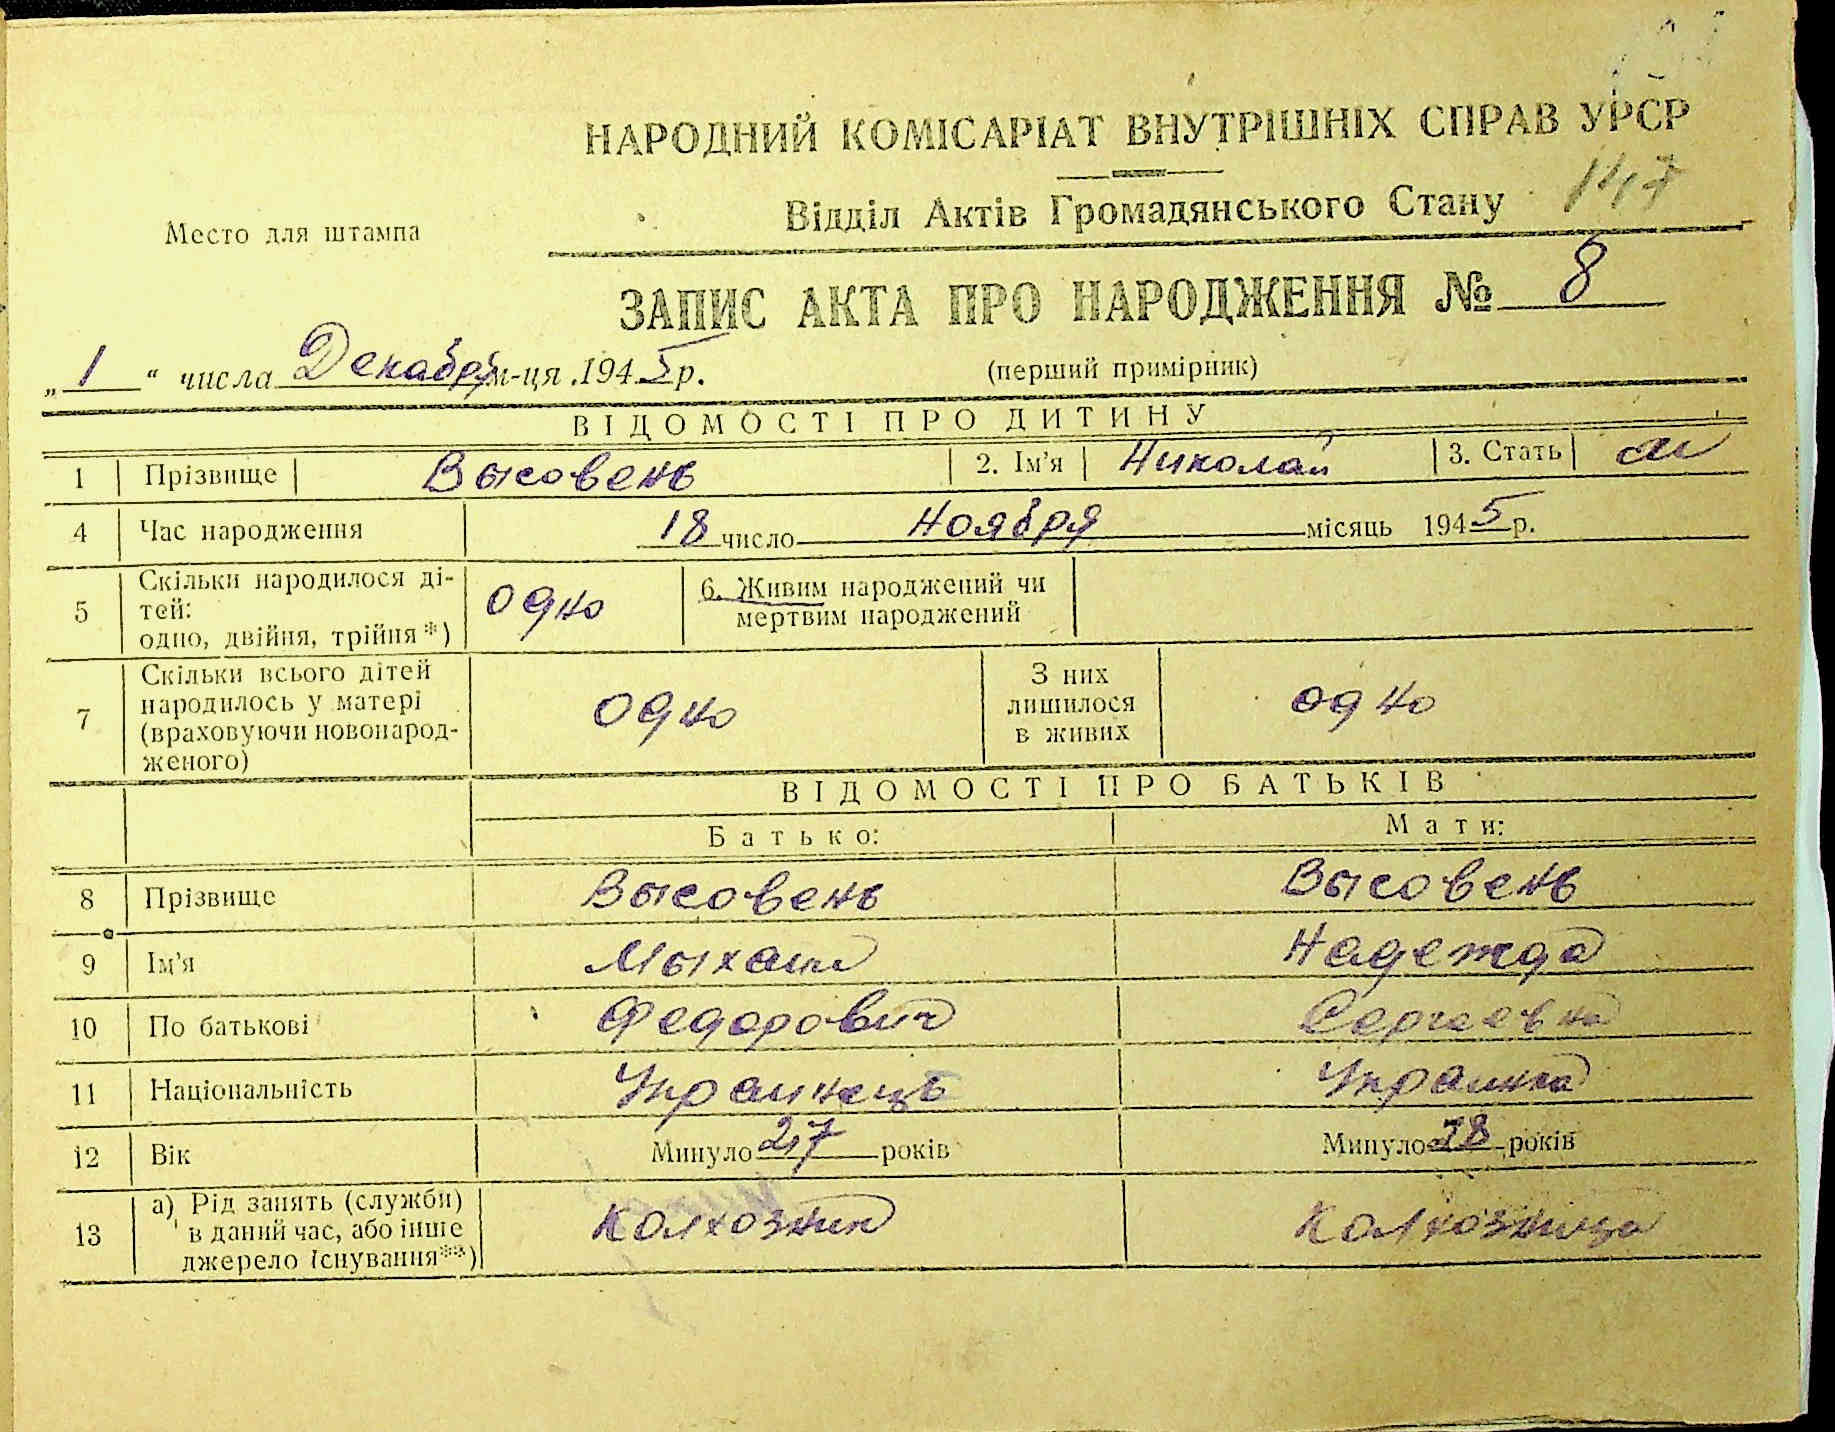 НАРОДНИЙ КОМІСАРІАТ ВНУТРІШНІХ СПРАВ УРСР
147
Відділ Актів Громадянського Стану
Место для штампа
ЗАПИС АКТА ПРО НАРОДЖЕННЯ № 8
„ 1 “ числа Декабря м-ця 1945 р.
(перший примірник)
ВІДОМОСТІ ПРО ДИТИНУ
1 Прізвище Высовень 2. Ім'я Николай 3. Стать м
4 Час народження 18 число Ноября місяць 1945 р.
5 Скільки народилося ді-
тей:
одно, двійня, трійня*) одно 6. Живим народжений чи
мертвим народжений
7 Скільки всього дітей
народилось у матері
(враховуючи новонарод-
женого) одно З них
лишилося
в живих одно
ВІДОМОСТІ ПРО БАТЬКІВ
Батько: Мати:
8 Прізвище Высовень Высовень
9 Ім'я Мыхаил Надежда
10 По батькові Федорович Сергаевна
11 Національність Украинець Украинка
12 Вік Минуло 27 років Минуло 28 років
13 а) Рід занять (служби)
в даний час, або інше
джерело існування**) Колхозник Колхозница